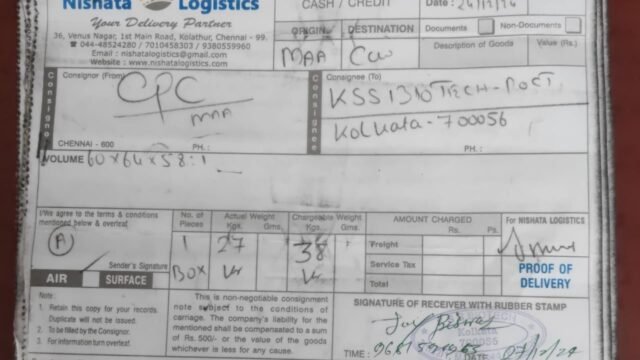 Nishata Logistics
Your Delivery Partner
36, Venus Nagar, 1st Main Road, Kolathur, Chennai - 99.
☎ 044-48524280 / 7010458303 / 9380559960
Email : nishatalogistics@gmail.com
Website : www.nishatalogistics.com
CASH / CREDIT
Date :
ORIGIN DESTINATION
MAA CCU
Documents Non-Documents
Description of Goods Value (Rs.)
Consignor
Consignor (From)
CPC
MAA
CHENNAI - 600 PH. :
Consignee
Consignee (To)
KSS
Kolkata - 700056
PH. :
VOLUME 60 x 64 x 58 : 1
I/We agree to the terms & conditions
mentioned below & overleaf
A
Sender's Signature
AIR SURFACE
No. of Pieces
1
BOX
Actual Weight
Kgs. Gms.
27
Chargeable Weight
Kgs. Gms.
38
AMOUNT CHARGED
Rs. Ps.
Freight
Service Tax
Total
For NISHATA LOGISTICS
PROOF OF
DELIVERY
Note :
1. Retain this copy for your records.
Duplicate will not be issued.
2. To be filled by the Consignor.
3. For information turn overleaf.
This is non-negotiable consignment
note subject to the conditions of
carriage. The company's liability for the
mentioned shall be compensated to a sum
of Rs. 500/- or the value of the goods
whichever is less for any cause.
SIGNATURE OF RECEIVER WITH RUBBER STAMP
Kolkata
700056
TIME :